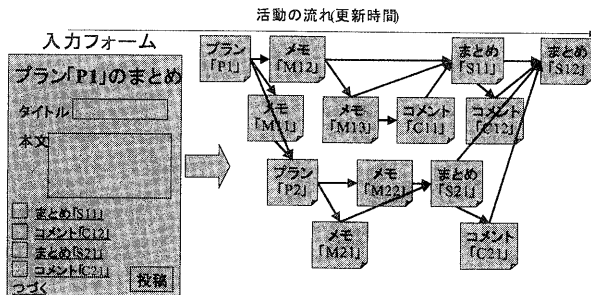 活動の流れ(更新時間)
入力フォーム
プラン「P1」のまとめ
タイトル
本文
まとめ「S11」
コメント「C12」
まとめ「S21」
コメント「C21」
つづく
投稿
プラン
「P1」
メモ
「M12」
まとめ
「S11」
まとめ
「S12」
メモ
「M11」
メモ
「M13」
コメント
「C11」
コメント
「C12」
プラン
「P2」
メモ
「M22」
まとめ
「S21」
メモ
「M21」
コメント
「C21」